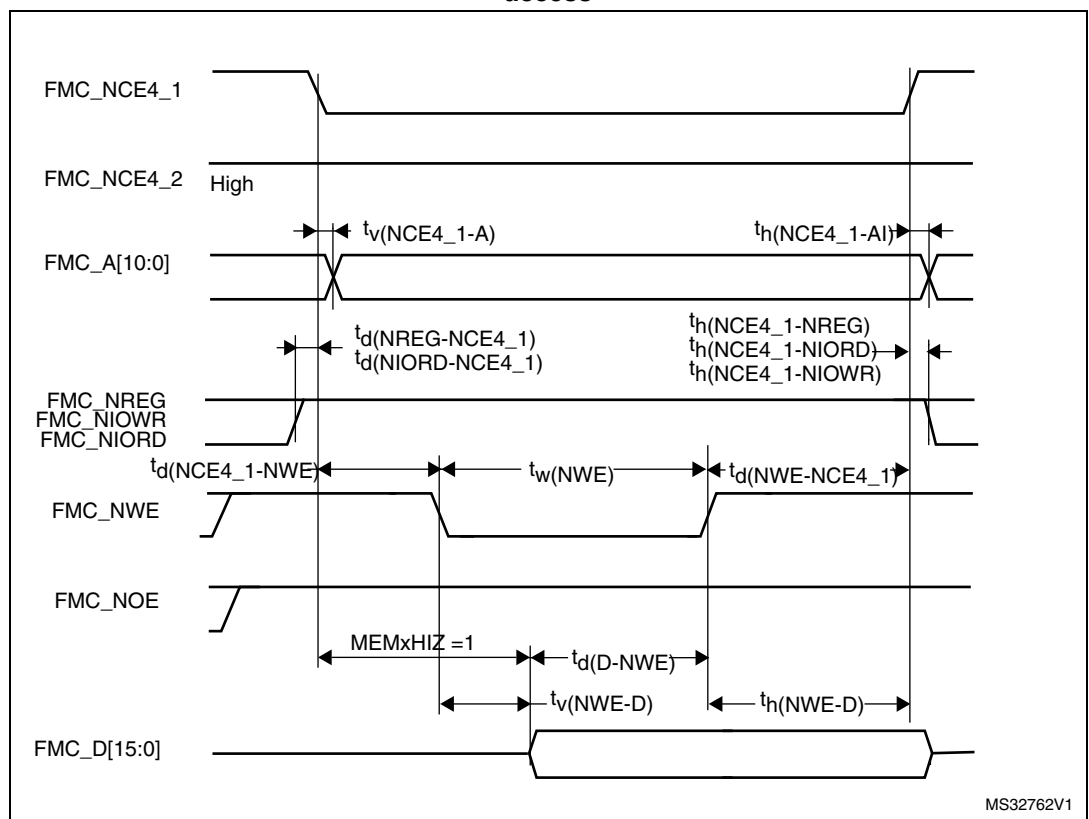 FMC_NCE4_1
FMC_NCE4_2 High
tv(NCE4_1-A)
th(NCE4_1-AI)
FMC_A[10:0]
td(NREG-NCE4_1)
td(NIORD-NCE4_1)
th(NCE4_1-NREG)
th(NCE4_1-NIORD)
th(NCE4_1-NIOWR)
FMC_NREG
FMC_NIOWR
FMC_NIORD
td(NCE4_1-NWE)
tw(NWE)
td(NWE-NCE4_1)
FMC_NWE
FMC_NOE
MEMxHIZ =1
td(D-NWE)
tv(NWE-D)
th(NWE-D)
FMC_D[15:0]
MS32762V1